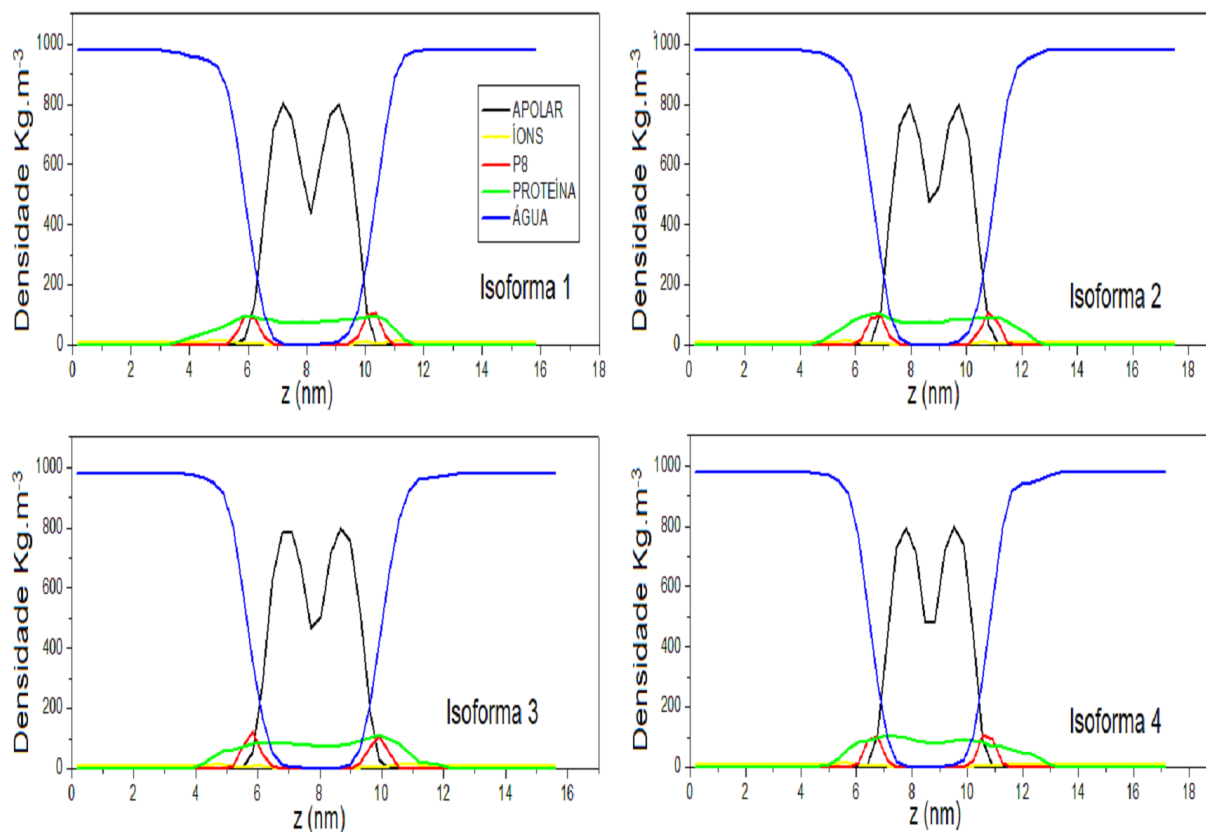 Densidade Kg.m-3
1000
800
600
400
200
0
APOLAR
ÍONS
P8
PROTEÍNA
ÁGUA
Isoforma 1
0 2 4 6 8 10 12 14 16 18
z (nm)
Densidade Kg.m-3
1000
800
600
400
200
0
Isoforma 2
0 2 4 6 8 10 12 14 16 18
z (nm)
Densidade Kg.m-3
1000
800
600
400
200
0
Isoforma 3
0 2 4 6 8 10 12 14 16
z (nm)
Densidade Kg.m-3
1000
800
600
400
200
0
Isoforma 4
0 2 4 6 8 10 12 14 16 18
z (nm)